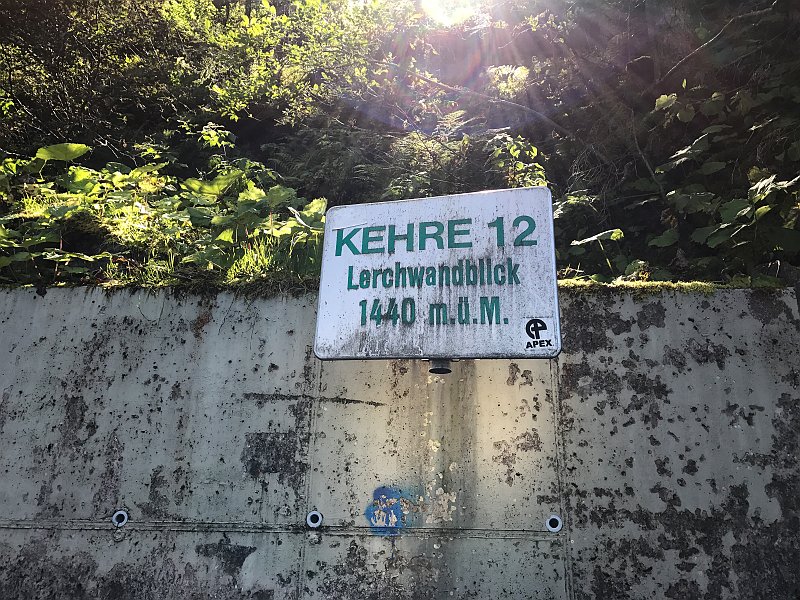 KEHRE 12
Lerchwandblick
1440 m.ü.M.
APEX